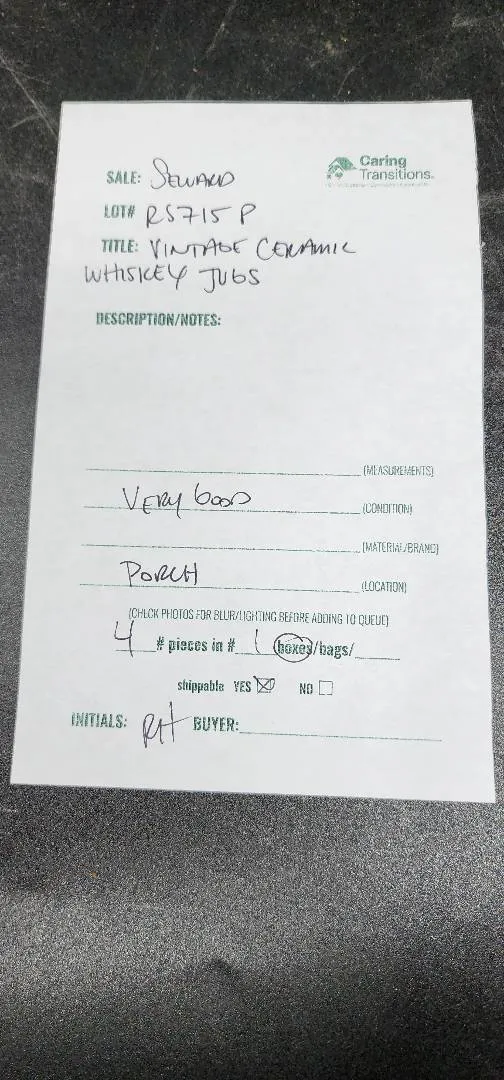 Caring
Transitions.
SALE: SEWARD
LOT# RS715 P
TITLE: VINTAGE CERAMIC
WHISKEY JUGS
DESCRIPTION/NOTES:
(MEASUREMENTS)
VERY GOOD (CONDITION)
(MATERIAL/BRAND)
PORCH (LOCATION)
(CHECK PHOTOS FOR BLUR/LIGHTING BEFORE ADDING TO QUEUE)
4 # pieces in # 1 boxes/bags/
shippable YES NO
INITIALS: RH BUYER: